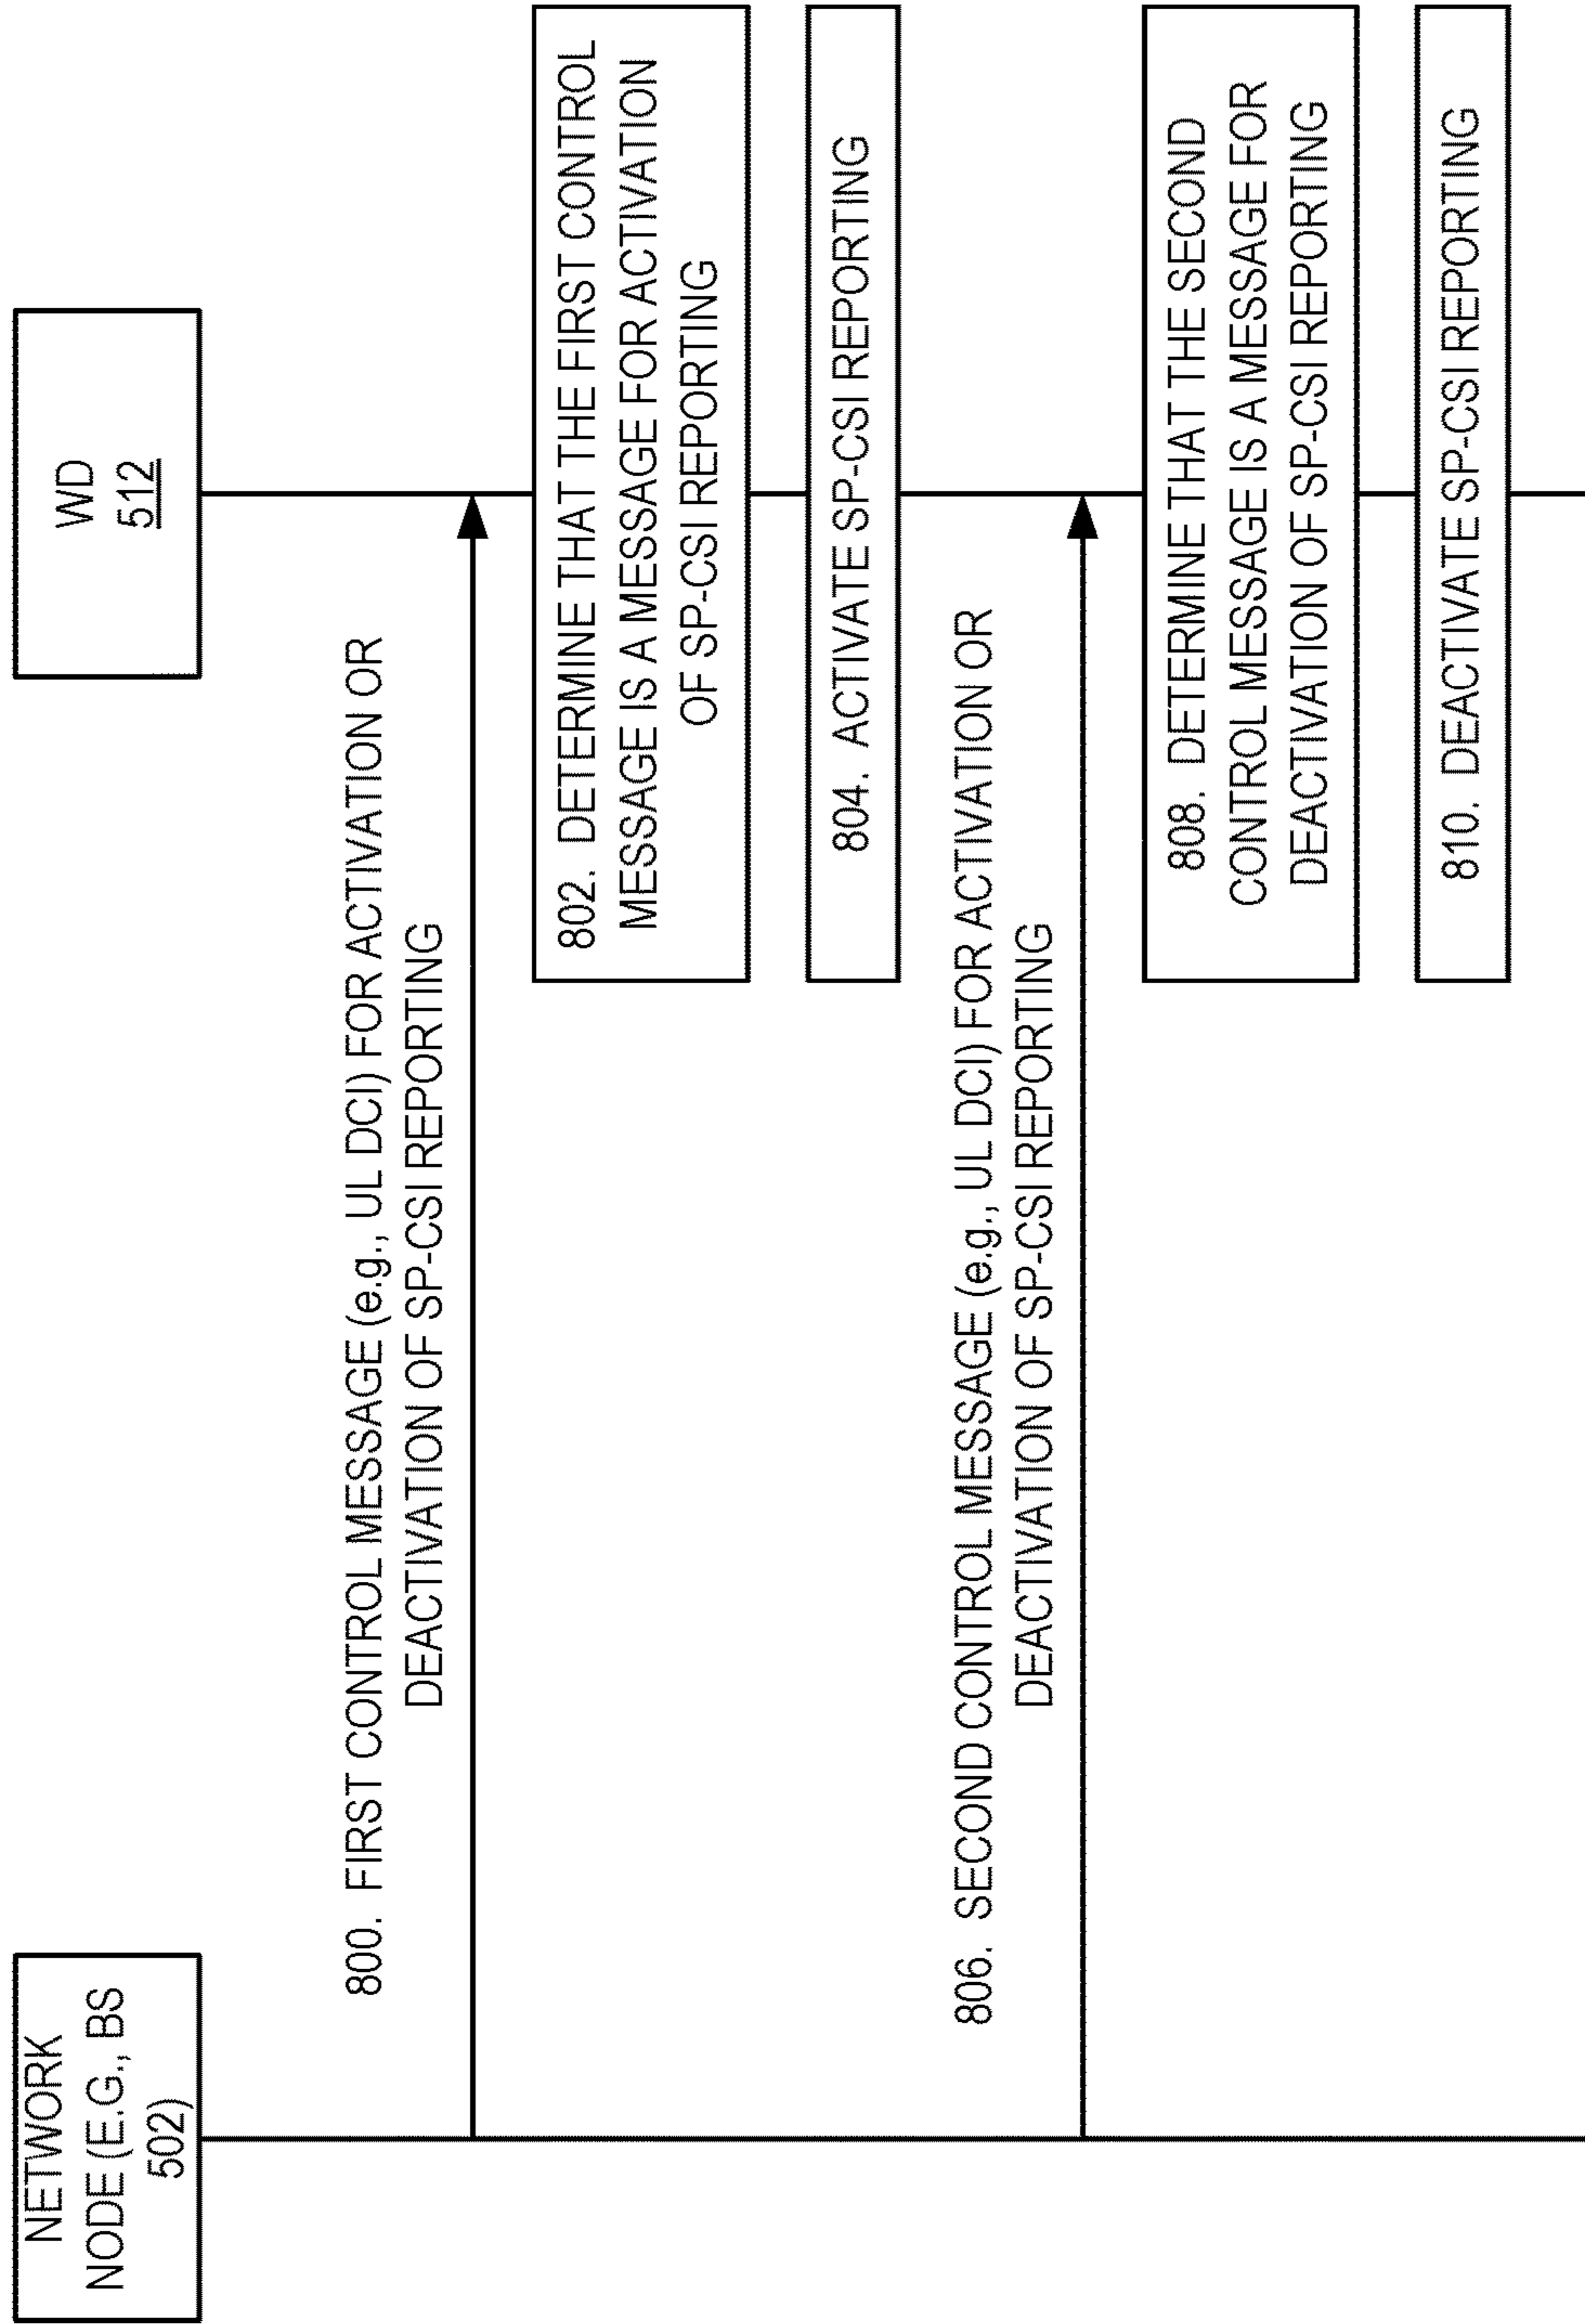 NETWORK
NODE (E.G., BS
502)
WD
512
800. FIRST CONTROL MESSAGE (e.g., UL DCI) FOR ACTIVATION OR
DEACTIVATION OF SP-CSI REPORTING
802. DETERMINE THAT THE FIRST CONTROL
MESSAGE IS A MESSAGE FOR ACTIVATION
OF SP-CSI REPORTING
804. ACTIVATE SP-CSI REPORTING
806. SECOND CONTROL MESSAGE (e.g., UL DCI) FOR ACTIVATION OR
DEACTIVATION OF SP-CSI REPORTING
808. DETERMINE THAT THE SECOND
CONTROL MESSAGE IS A MESSAGE FOR
DEACTIVATION OF SP-CSI REPORTING
810. DEACTIVATE SP-CSI REPORTING